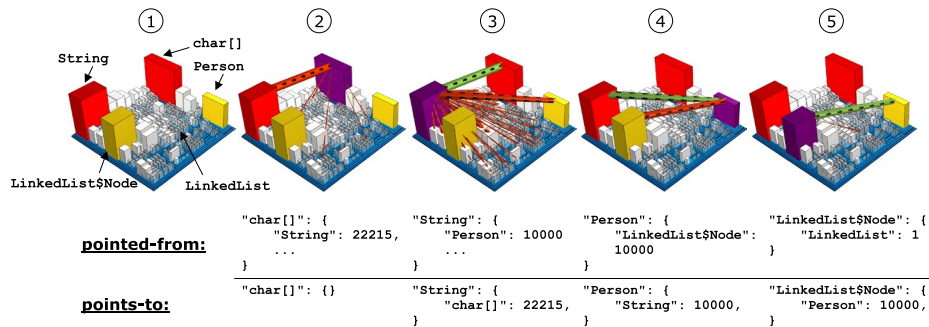 1 2 3 4 5
char[]
String
Person
LinkedList$Node
LinkedList
pointed-from:
"char[]": {
"String": 22215,
...
}
"String": {
"Person": 10000
...
}
"Person": {
"LinkedList$Node":
10000
}
"LinkedList$Node": {
"LinkedList": 1
}
points-to:
"char[]": {}
"String": {
"char[]": 22215,
}
"Person": {
"String": 10000,
}
"LinkedList$Node": {
"Person": 10000,
}